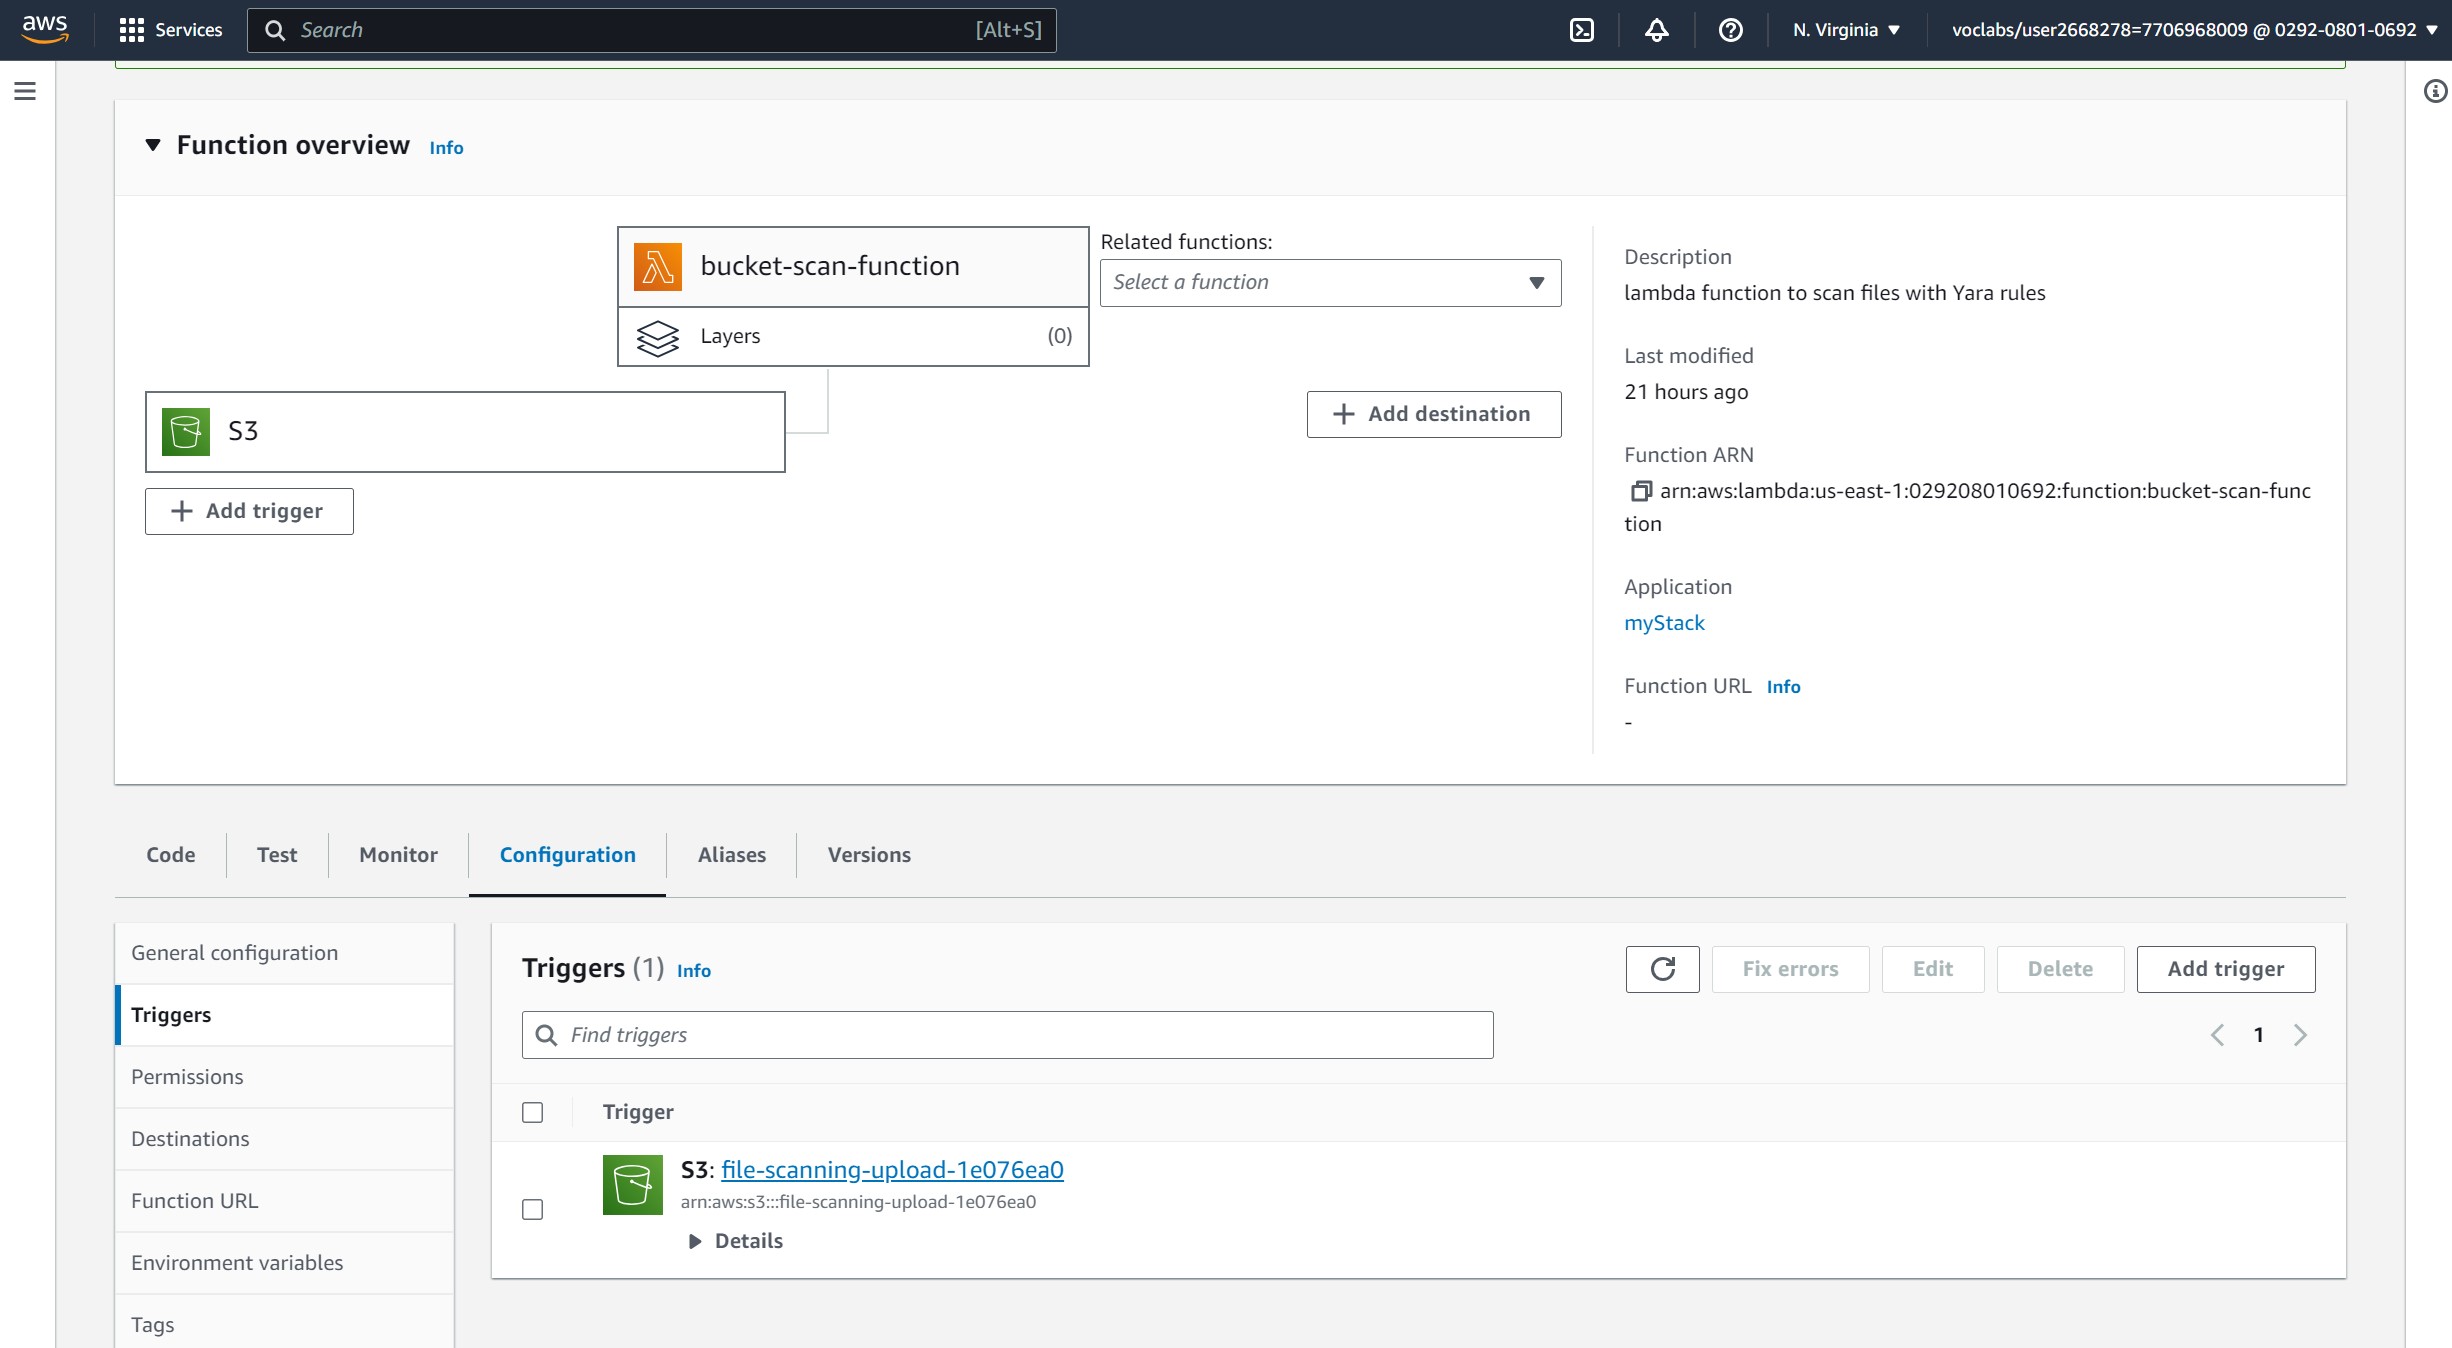 aws
Services
Search
[Alt+S]
N. Virginia
voclabs/user2668278=7706968009 @ 0292-0801-0692
Function overview Info
bucket-scan-function
Layers (0)
Related functions:
Select a function
S3
Add trigger
Add destination
Description
lambda function to scan files with Yara rules
Last modified
21 hours ago
Function ARN
arn:aws:lambda:us-east-1:029208010692:function:bucket-scan-func
tion
Application
myStack
Function URL Info
-
Code
Test
Monitor
Configuration
Aliases
Versions
General configuration
Triggers
Permissions
Destinations
Function URL
Environment variables
Tags
Triggers (1) Info
Fix errors
Edit
Delete
Add trigger
Find triggers
1
Trigger
S3: file-scanning-upload-1e076ea0
arn:aws:s3:::file-scanning-upload-1e076ea0
Details